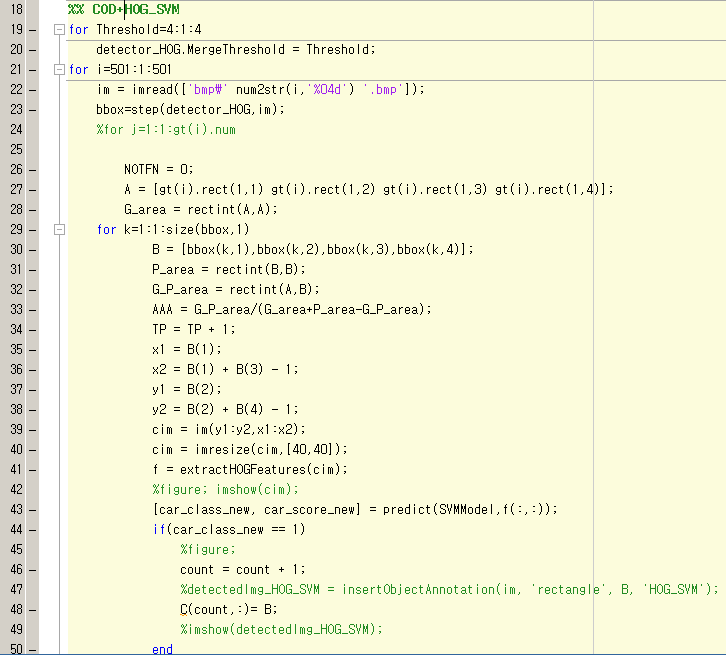 18 %% COD+HOG_SVM
19 – for Threshold=4:1:4
20 – detector_HOG.MergeThreshold = Threshold;
21 – for i=501:1:501
22 – im = imread(['bmp₩' num2str(i,'%04d') '.bmp']);
23 – bbox=step(detector_HOG,im);
24 %for j=1:1:gt(i).num
25
26 – NOTFN = 0;
27 – A = [gt(i).rect(1,1) gt(i).rect(1,2) gt(i).rect(1,3) gt(i).rect(1,4)];
28 – G_area = rectint(A,A);
29 – for k=1:1:size(bbox,1)
30 – B = [bbox(k,1),bbox(k,2),bbox(k,3),bbox(k,4)];
31 – P_area = rectint(B,B);
32 – G_P_area = rectint(A,B);
33 – AAA = G_P_area/(G_area+P_area-G_P_area);
34 – TP = TP + 1;
35 – x1 = B(1);
36 – x2 = B(1) + B(3) - 1;
37 – y1 = B(2);
38 – y2 = B(2) + B(4) - 1;
39 – cim = im(y1:y2,x1:x2);
40 – cim = imresize(cim,[40,40]);
41 – f = extractHOGFeatures(cim);
42 %figure; imshow(cim);
43 – [car_class_new, car_score_new] = predict(SVMModel,f(:,:));
44 – if(car_class_new == 1)
45 %figure;
46 – count = count + 1;
47 %detectedImg_HOG_SVM = insertObjectAnnotation(im, 'rectangle', B, 'HOG_SVM');
48 – C(count,:)= B;
49 %imshow(detectedImg_HOG_SVM);
50 – end